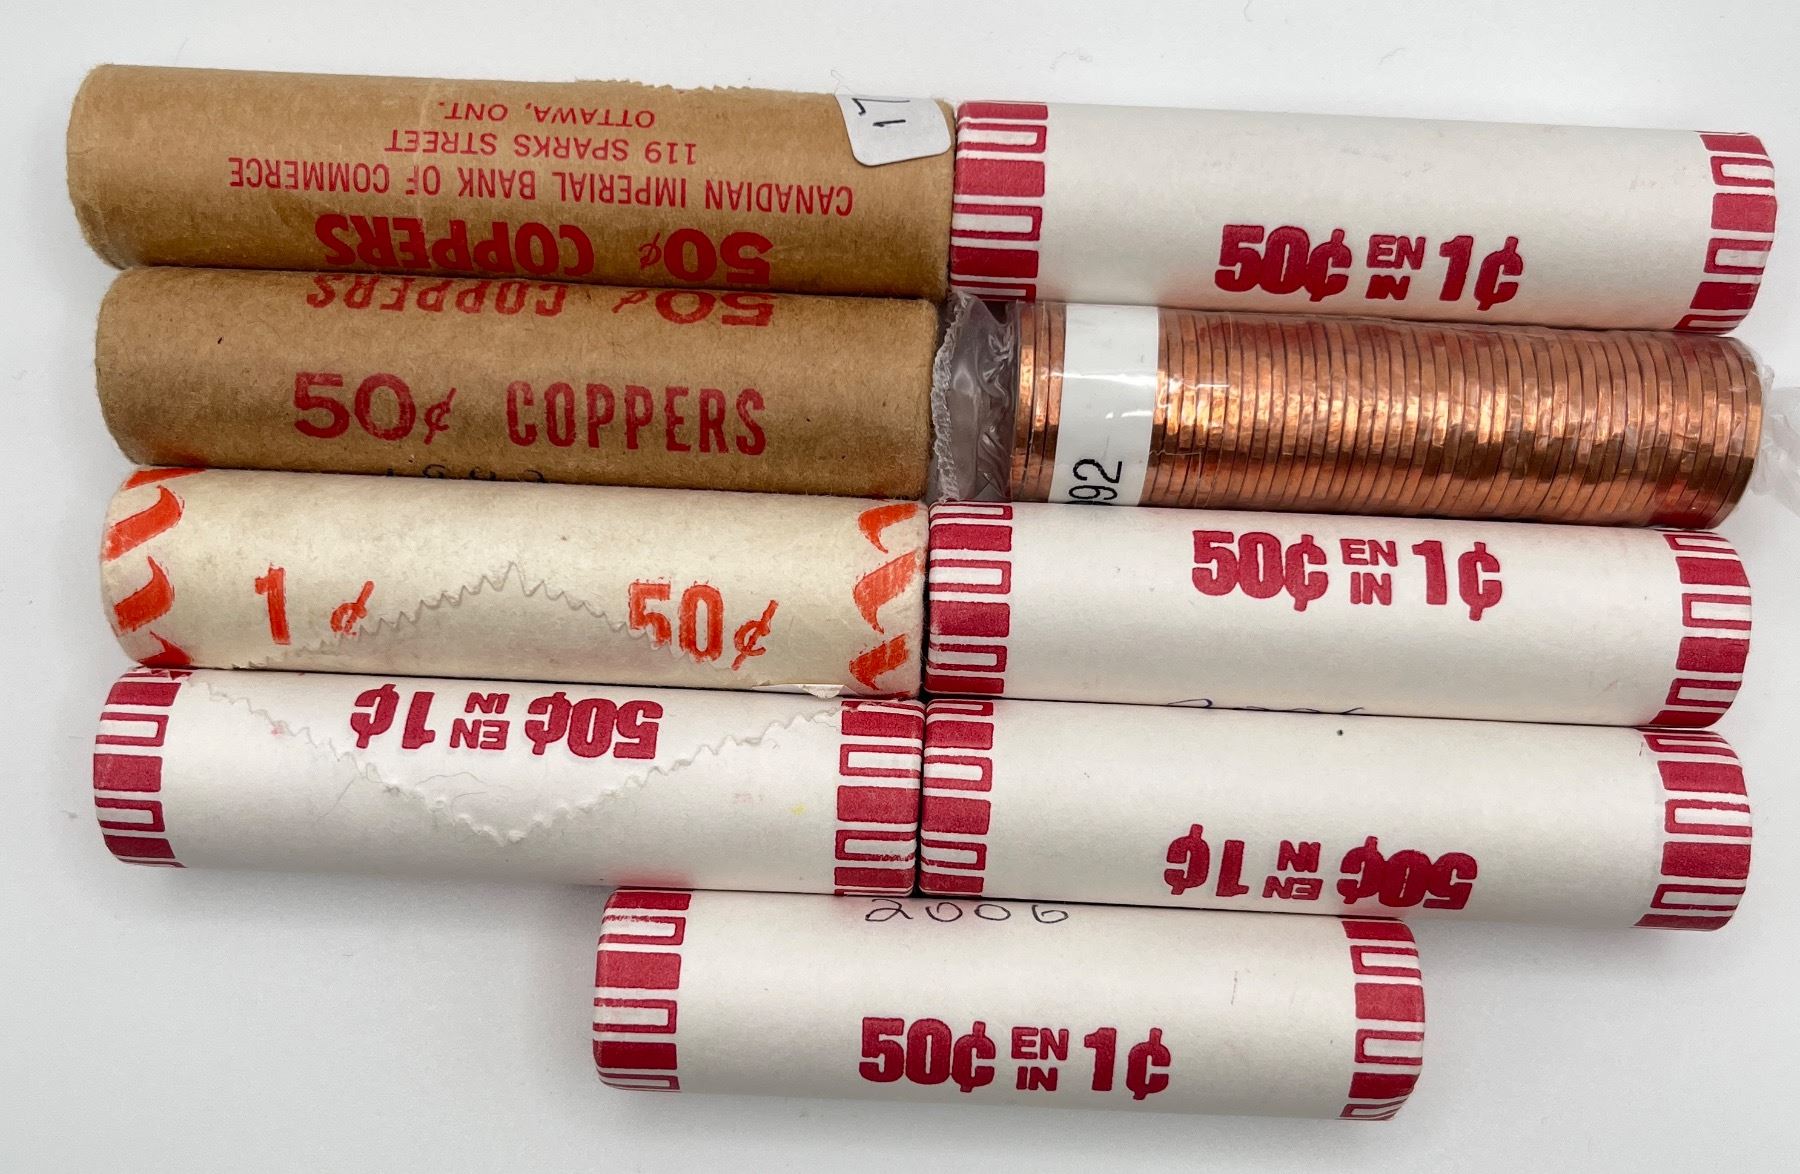 50¢ COPPERS
CANADIAN IMPERIAL BANK OF COMMERCE
119 SPARKS STREET
OTTAWA, ONT.
17
50¢ EN IN 1¢
50¢ COPPERS
50¢ COPPERS
92
1¢ 50¢
50¢ EN IN 1¢
50¢ EN IN 1¢
50¢ EN IN 1¢
2006
50¢ EN IN 1¢